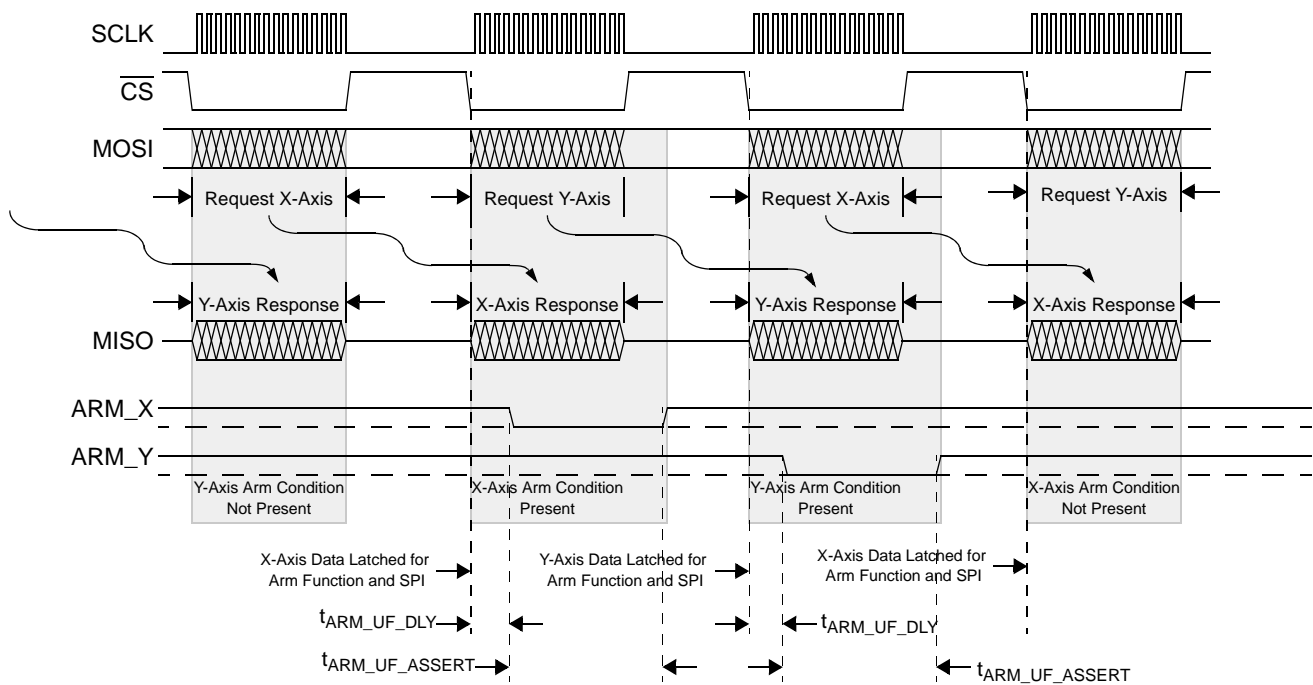 SCLK
CS
MOSI
Request X-Axis
Request Y-Axis
Request X-Axis
Request Y-Axis
Y-Axis Response
X-Axis Response
Y-Axis Response
X-Axis Response
MISO
ARM_X
ARM_Y
Y-Axis Arm Condition
Not Present
X-Axis Arm Condition
Present
Y-Axis Arm Condition
Present
X-Axis Arm Condition
Not Present
X-Axis Data Latched for
Arm Function and SPI
Y-Axis Data Latched for
Arm Function and SPI
X-Axis Data Latched for
Arm Function and SPI
tARM_UF_DLY
tARM_UF_DLY
tARM_UF_ASSERT
tARM_UF_ASSERT